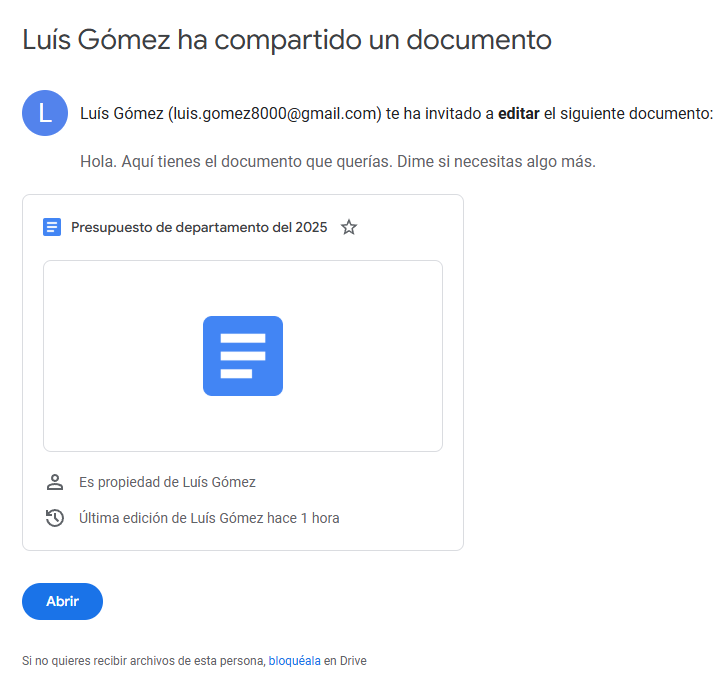 Luís Gómez ha compartido un documento
L
Luís Gómez (luis.gomez8000@gmail.com) te ha invitado a editar el siguiente documento:
Hola. Aquí tienes el documento que querías. Dime si necesitas algo más.
Presupuesto de departamento del 2025
Es propiedad de Luís Gómez
Última edición de Luís Gómez hace 1 hora
Abrir
Si no quieres recibir archivos de esta persona, bloquéala en Drive